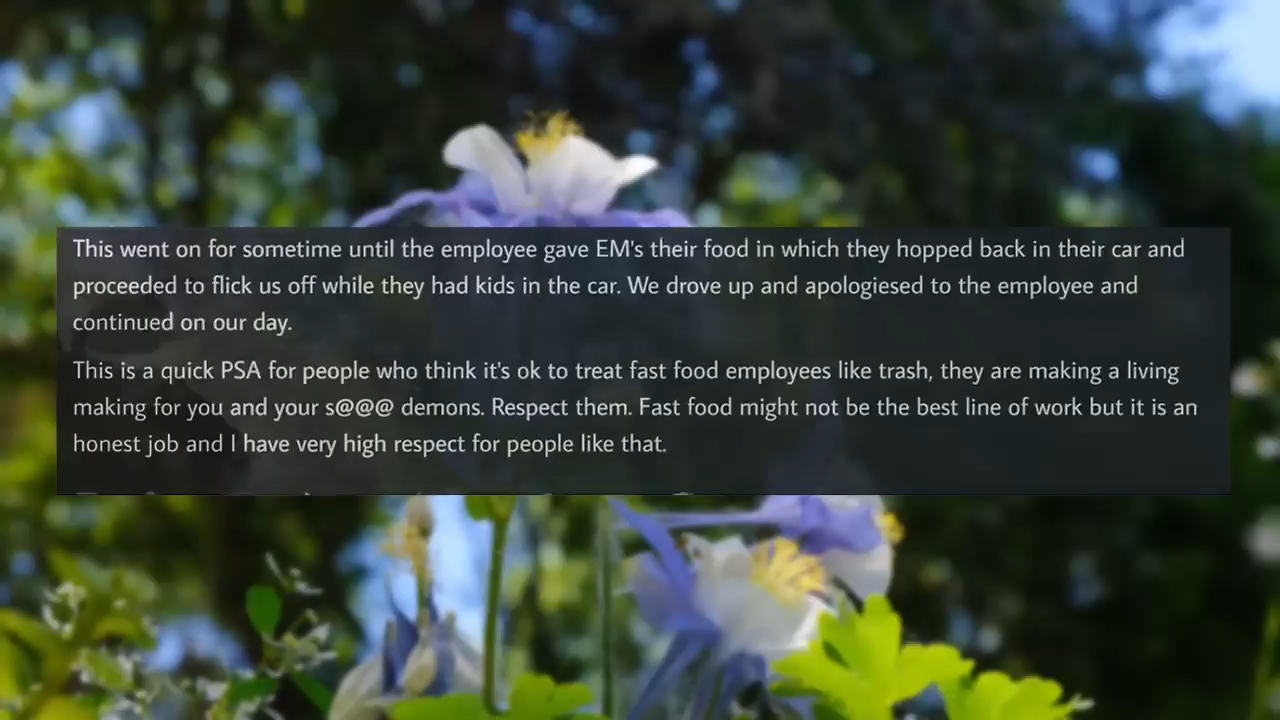 This went on for sometime until the employee gave EM's their food in which they hopped back in their car and
proceeded to flick us off while they had kids in the car. We drove up and apologiesed to the employee and
continued on our day.
This is a quick PSA for people who think it's ok to treat fast food employees like trash, they are making a living
making for you and your s@@@ demons. Respect them. Fast food might not be the best line of work but it is an
honest job and I have very high respect for people like that.